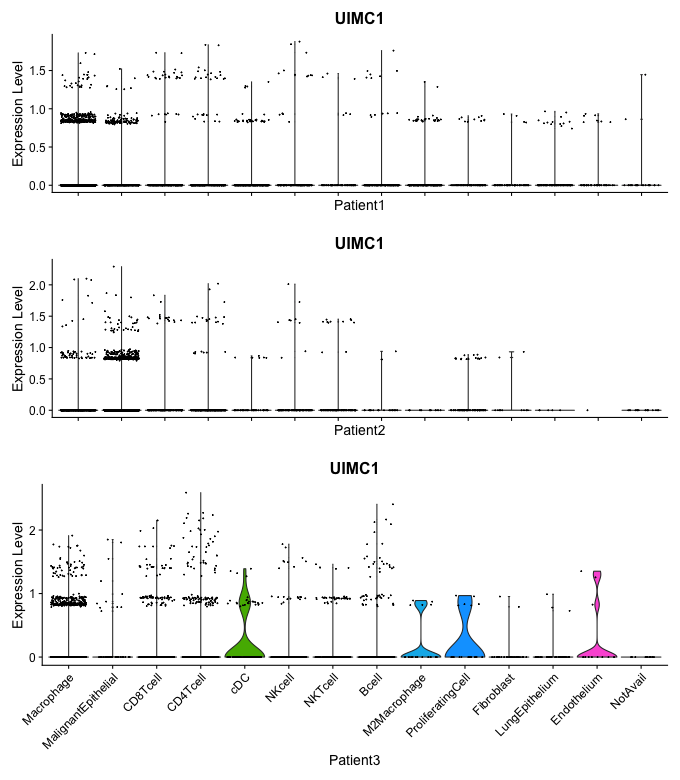 UIMC1
Expression Level
1.5
1.0
0.5
0.0
Patient1
UIMC1
Expression Level
2.0
1.5
1.0
0.5
0.0
Patient2
UIMC1
Expression Level
2
1
0
Macrophage
MalignantEpithelial
CD8Tcell
CD4Tcell
cDC
NKcell
NKTcell
Bcell
M2Macrophage
ProliferatingCell
Fibroblast
LungEpithelium
Endothelium
NotAvail
Patient3